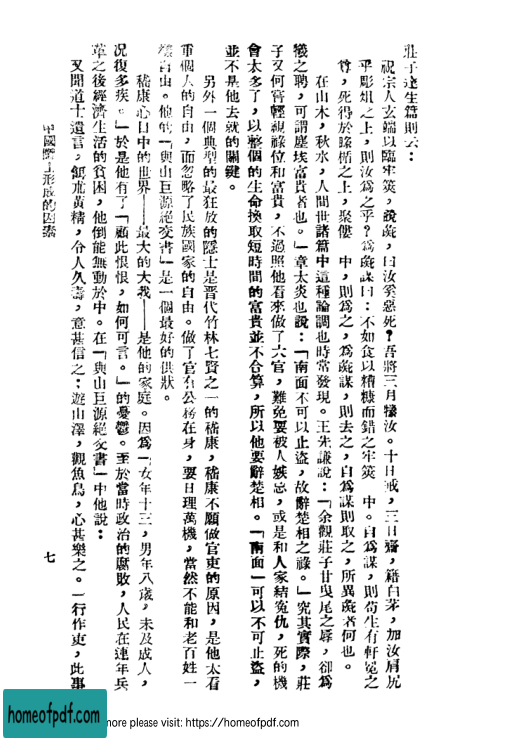 莊子達生篇則云：
祝宗人玄端以臨牢筴，說彘，曰汝奚惡死？吾將三月犧汝。十日戒，三日齋，藉白茅，加汝肩尻
乎彫俎之上，則汝爲之乎？爲彘謀曰：不如食以糟糠而錯之牢筴　中。自爲謀，則苟生有軒冕之
尊，死得於腞楯之上，聚僂　中，則爲之，爲彘謀，則去之，自爲謀則取之，所異彘者何也。
在山木，秋水，人間世諸篇中這種論調也時常發現。王先謙說：「余觀莊子甘曳尾之辱，卻爲
犧之聘，可謂塵埃富貴者也。」章太炎也說：「南面不可以止盜，故辭楚相之祿。」究其實際，莊
子又何嘗輕視祿位和富貴，不過照他看來做了大官，難免要被人嫉忌，或是和人家結寃仇，死的機
會太多了，以整個的生命換取短時間的富貴並不合算，所以他要辭楚相。「南面」可以不可止盜，
並不是他去就的關鍵。
另外一個典型的最狂放的隱士是晋代竹林七賢之一的嵇康，嵇康不願做官吏的原因，是他太看
重個人的自由，而忽略了民族國家的自由。做了官有公務在身，要日理萬機，當然不能和老百姓一
樣自由。他的「與山巨源絕交書」是一個最好的供狀。
嵇康心目中的世界——最大的大我——是他的家庭。因爲「女年十三，男年八歲，未及成人，
况復多疾。」於是他有了「顧此恨恨，如何可言。」的憂鬱。至於當時政治的腐敗，人民在連年兵
革之後經濟生活的貧困，他倒能無動於中。在「與山巨源絕交書」中他說：
又聞道士遺言，餌朮黃精，令人久壽，意甚信之；遊山澤，觀魚鳥，心甚樂之。一行作吏，此事
中國隱士形成的因素
七
homeofpdf.com
more please visit: https://homeofpdf.com